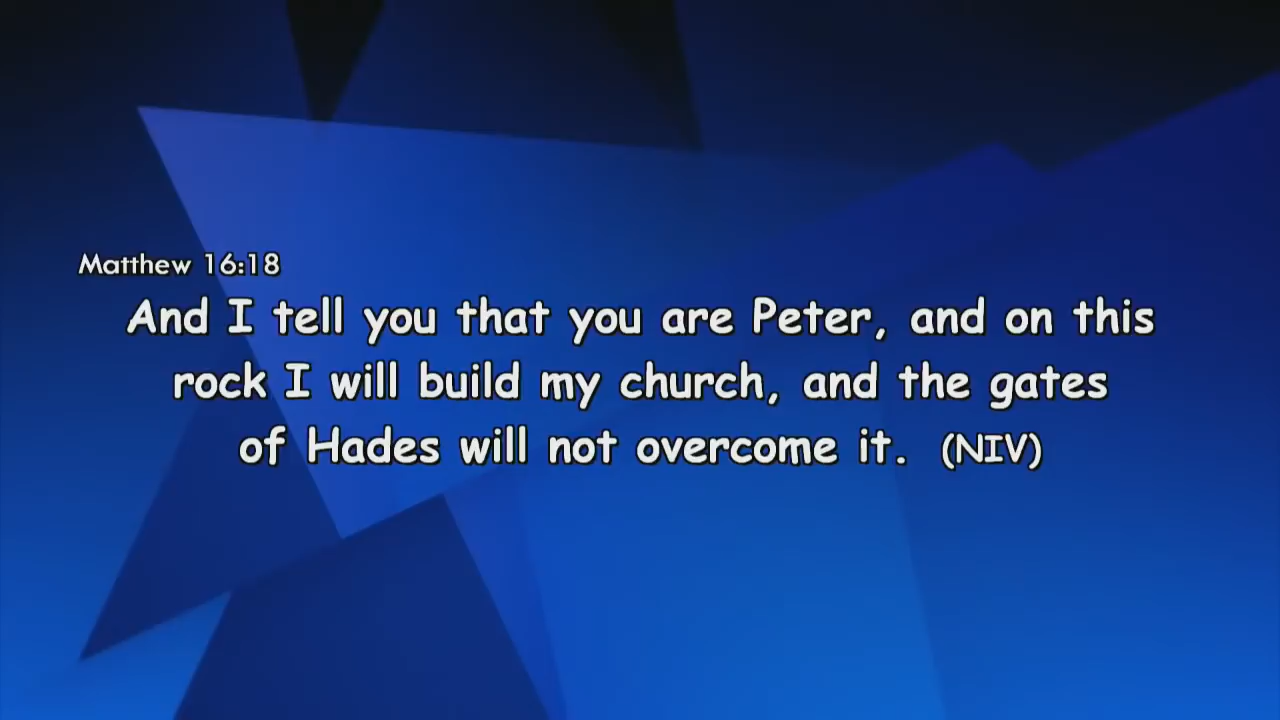 Matthew 16:18
And I tell you that you are Peter, and on this
rock I will build my church, and the gates
of Hades will not overcome it. (NIV)